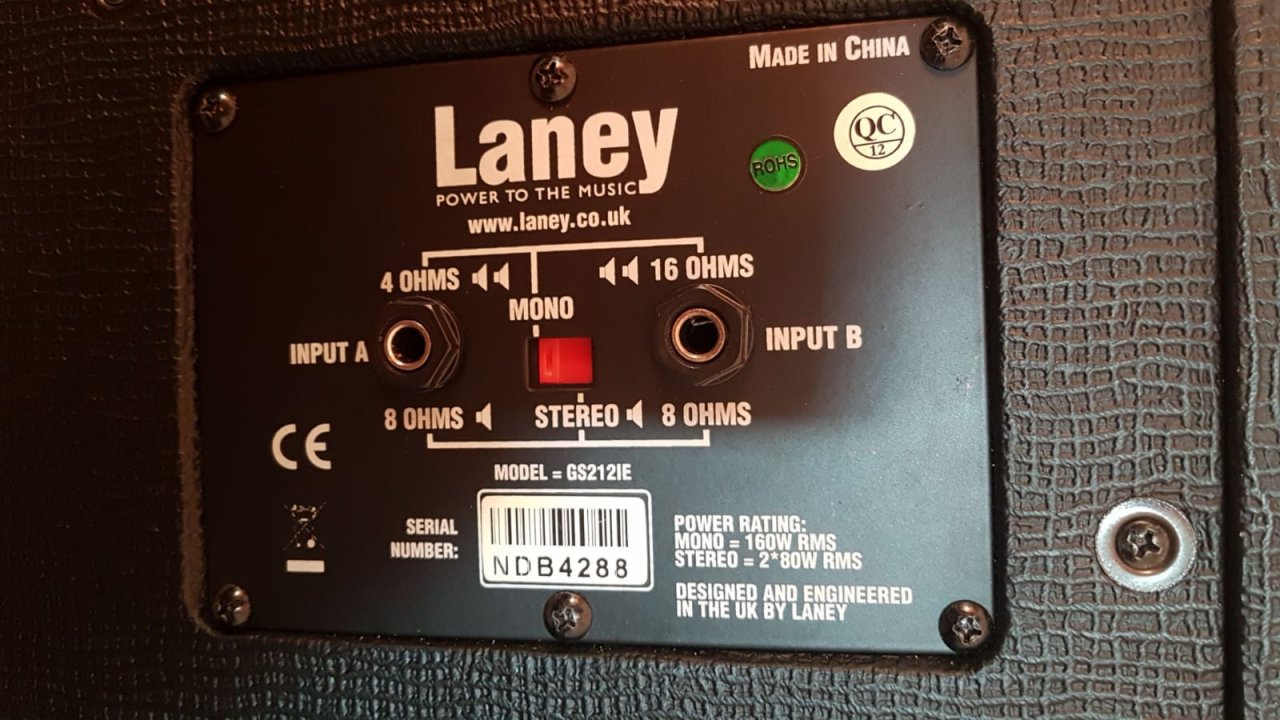 MADE IN CHINA
Laney
POWER TO THE MUSIC
www.laney.co.uk
QC
12
ROHS
4 OHMS
16 OHMS
MONO
INPUT A
INPUT B
8 OHMS
STEREO
8 OHMS
CE
MODEL = GS212IE
SERIAL
NUMBER:
NDB4288
POWER RATING:
MONO = 160W RMS
STEREO = 2*80W RMS
DESIGNED AND ENGINEERED
IN THE UK BY LANEY